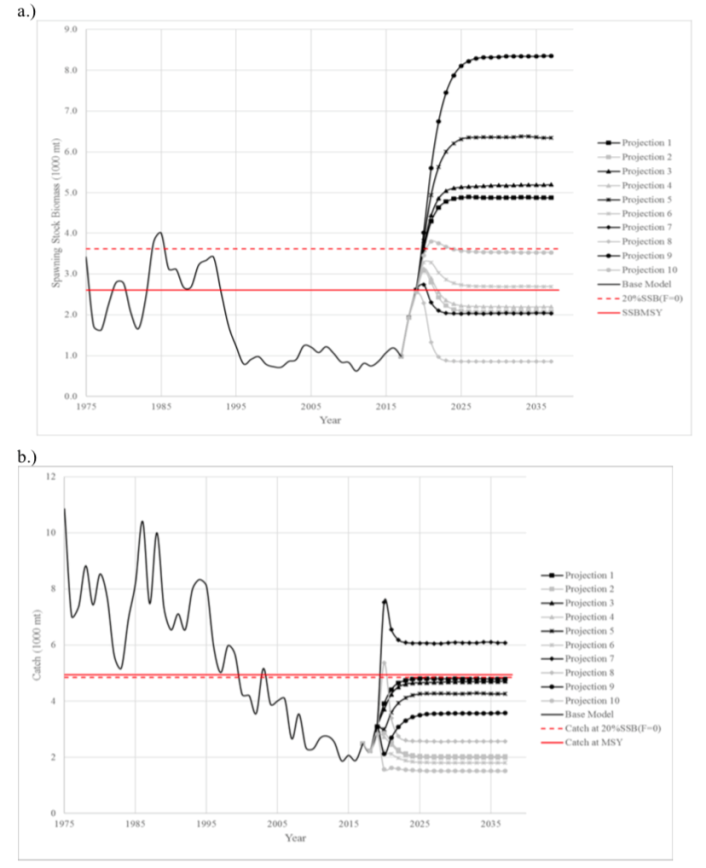 a.)
9.0
8.0
7.0
6.0
5.0
4.0
3.0
2.0
1.0
0.0
Spawning Stock Biomass (1000 mt)
1975
1985
1995
2005
2015
2025
2035
Year
Projection 1
Projection 2
Projection 3
Projection 4
Projection 5
Projection 6
Projection 7
Projection 8
Projection 9
Projection 10
Base Model
20%SSB(F=0)
SSBMSY
b.)
12
10
8
6
4
2
0
Catch (1000 mt)
1975
1985
1995
2005
2015
2025
2035
Year
Projection 1
Projection 2
Projection 3
Projection 4
Projection 5
Projection 6
Projection 7
Projection 8
Projection 9
Projection 10
Base Model
Catch at 20%SSB(F=0)
Catch at MSY